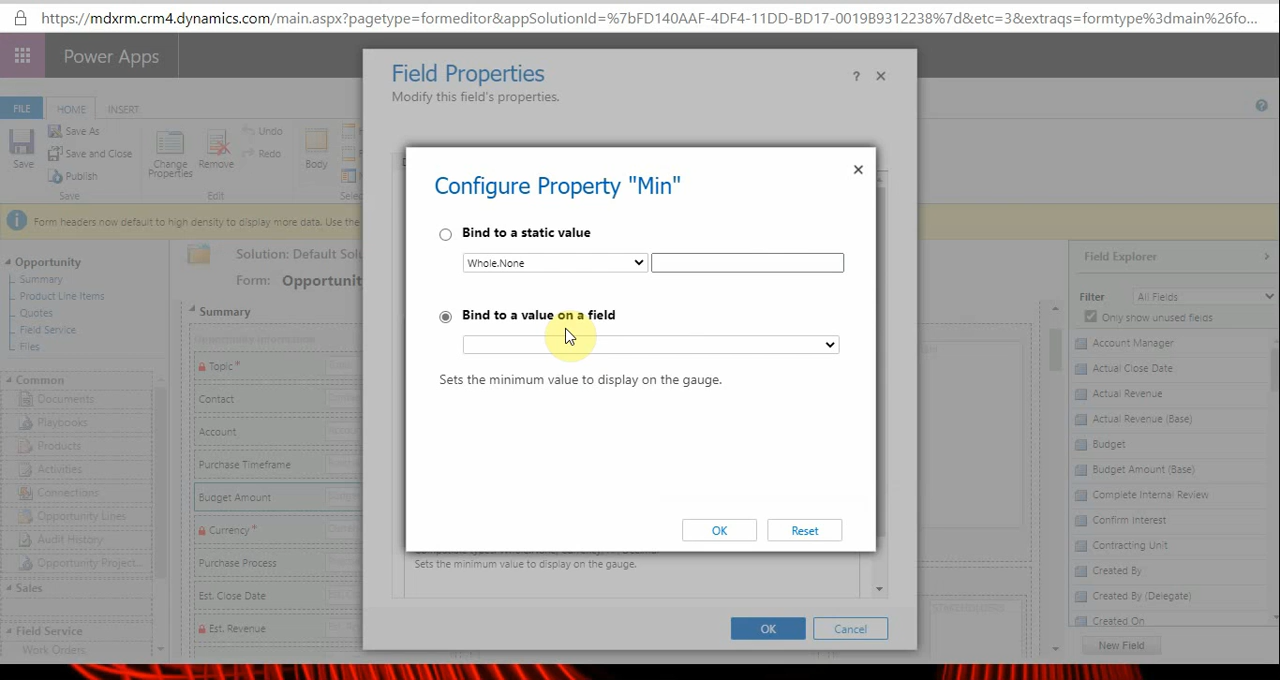 https://mdxrm.crm4.dynamics.com/main.aspx?pagetype=formeditor&appSolutionId=%7bFD140AAF-4DF4-11DD-BD17-0019B9312238%7d&etc=3&extraqs=formtype%3dmain%26fo...
Power Apps
Field Properties
Modify this field's properties.
?
FILE
HOME
INSERT
Save
Save As
Save and Close
Publish
Save
Change Properties
Remove
Undo
Redo
Edit
Body
Form headers now default to high density to display more data. Use the
Configure Property "Min"
Bind to a static value
Whole.None
Bind to a value on a field
Sets the minimum value to display on the gauge.
OK
Reset
Sets the minimum value to display on the gauge.
OK
Cancel
Opportunity
Summary
Product Line Items
Quotes
Field Service
Files
Common
Documents
Playbooks
Products
Activities
Connections
Opportunity Lines
Audit History
Opportunity Project...
Sales
Field Service
Work Orders
Solution: Default Solu
Form: Opportunit
Summary
Topic *
Contact
Account
Purchase Timeframe
Budget Amount
Currency *
Purchase Process
Est. Close Date
Est. Revenue
Field Explorer
Filter
All Fields
Only show unused fields
Account Manager
Actual Close Date
Actual Revenue
Actual Revenue (Base)
Budget
Budget Amount (Base)
Complete Internal Review
Confirm Interest
Contracting Unit
Created By
Created By (Delegate)
Created On
New Field